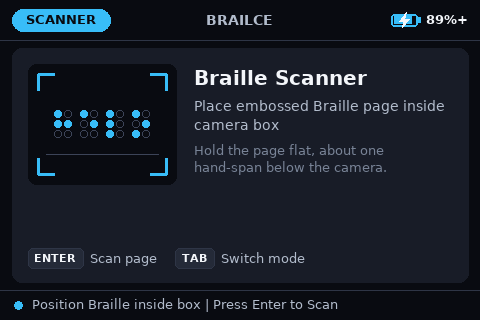 SCANNER
BRAILCE
89%+
Braille Scanner
Place embossed Braille page inside
camera box
Hold the page flat, about one
hand-span below the camera.
ENTER Scan page TAB Switch mode
Position Braille inside box | Press Enter to Scan